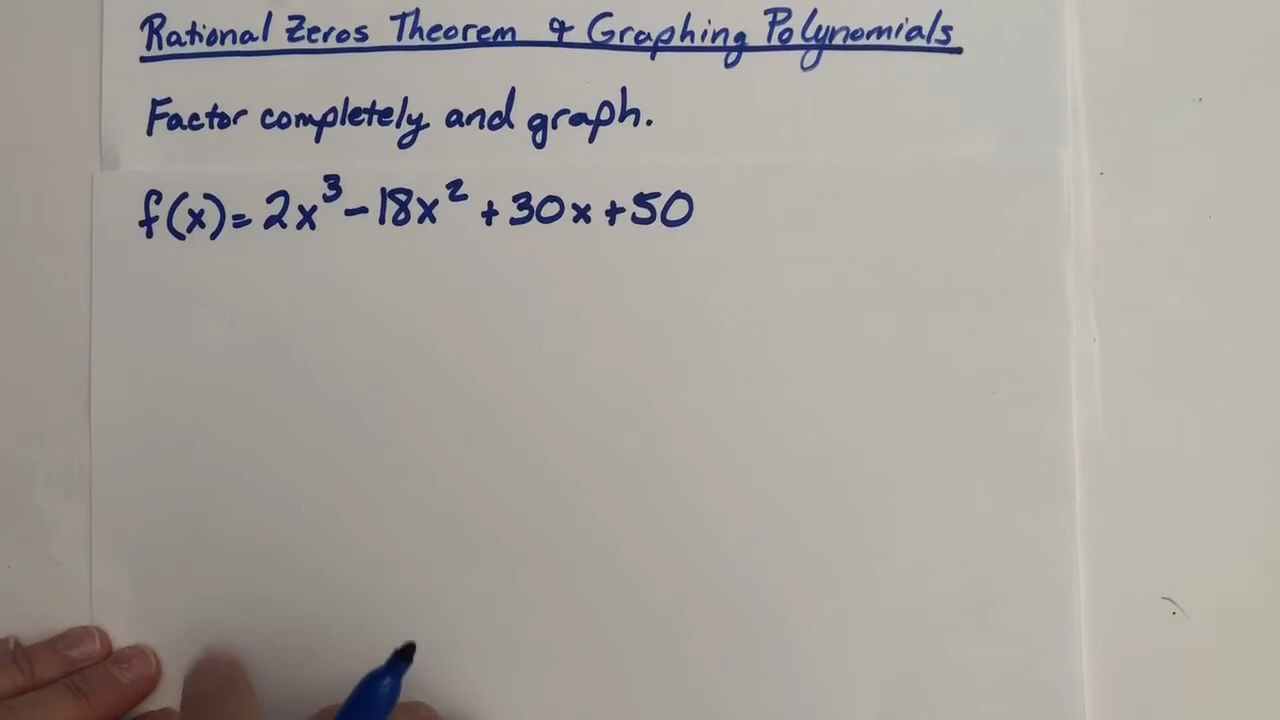 Rational Zeros Theorem & Graphing Polynomials
Factor completely and graph.
f(x)= 2x³ - 18x² + 30x + 50